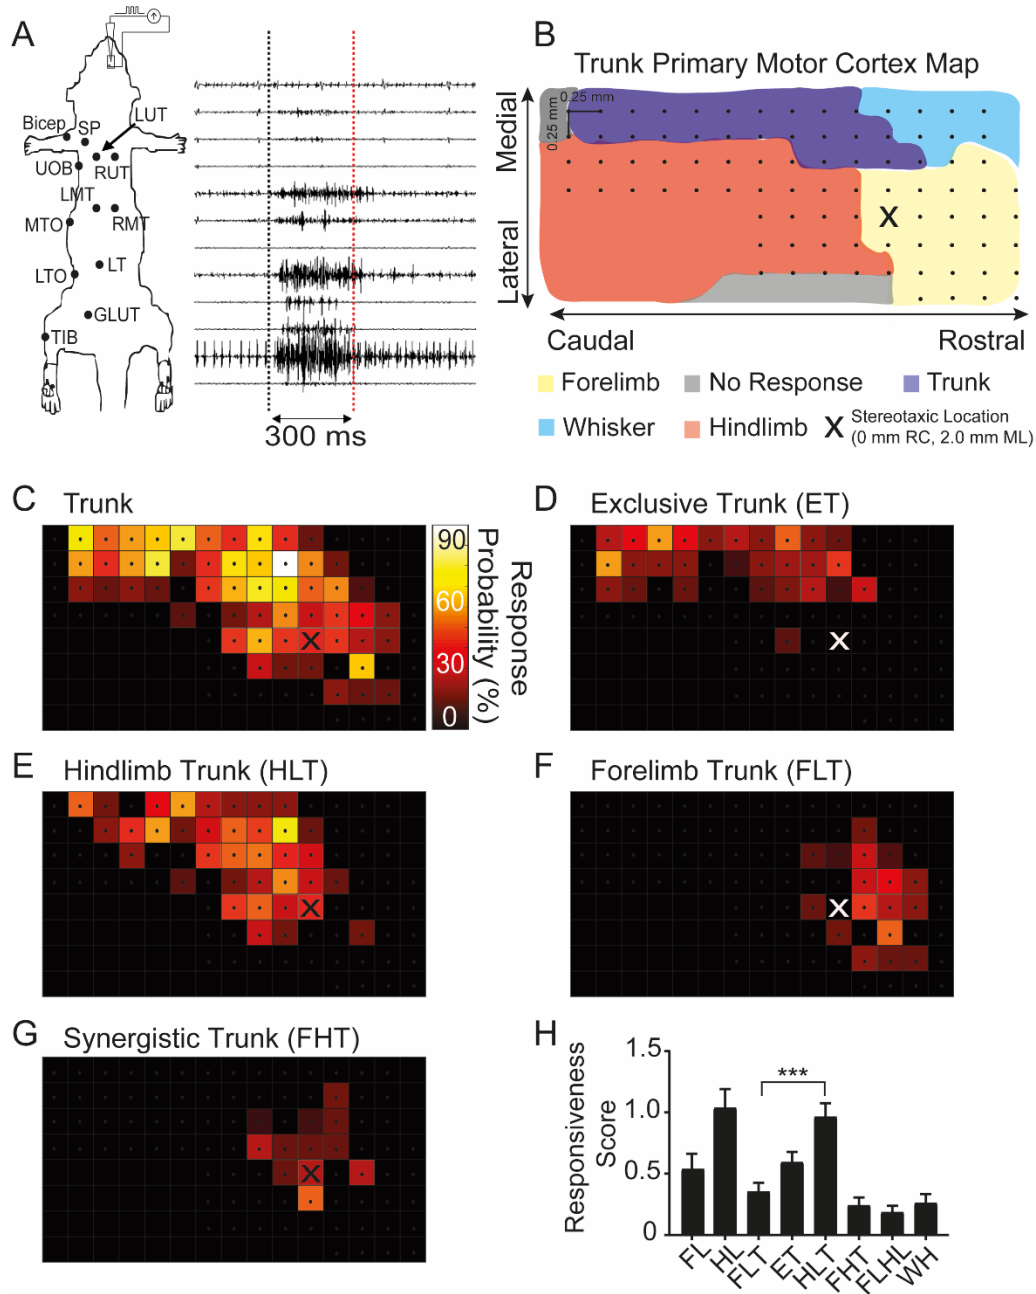 A
Bicep
SP
LUT
UOB
RUT
LMT
MTO
RMT
LT
LTO
GLUT
TIB
300 ms
B
Trunk Primary Motor Cortex Map
Medial
Lateral
0.25 mm
0.25 mm
Caudal
Rostral
Forelimb
No Response
Trunk
Whisker
Hindlimb
X Stereotaxic Location
(0 mm RC, 2.0 mm ML)
X
C Trunk
X
90
60
30
0
Response
Probability (%)
D Exclusive Trunk (ET)
X
E Hindlimb Trunk (HLT)
X
F Forelimb Trunk (FLT)
X
G Synergistic Trunk (FHT)
X
H
Responsiveness
Score
1.5
1.0
0.5
0
***
FL
HL
FLT
ET
HLT
FHT
FLHL
WH